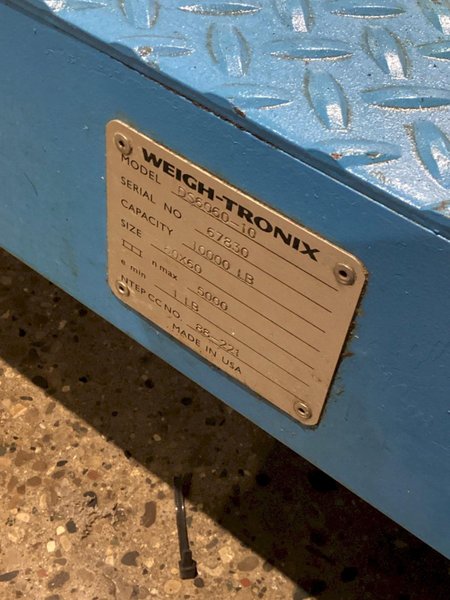 WEIGH-TRONIX
MODEL DS6060-10
SERIAL NO 67830
CAPACITY 10000 LB
SIZE 60X60
n max 5000
e min 1 LB
NTEP CC NO. 88-221
MADE IN USA